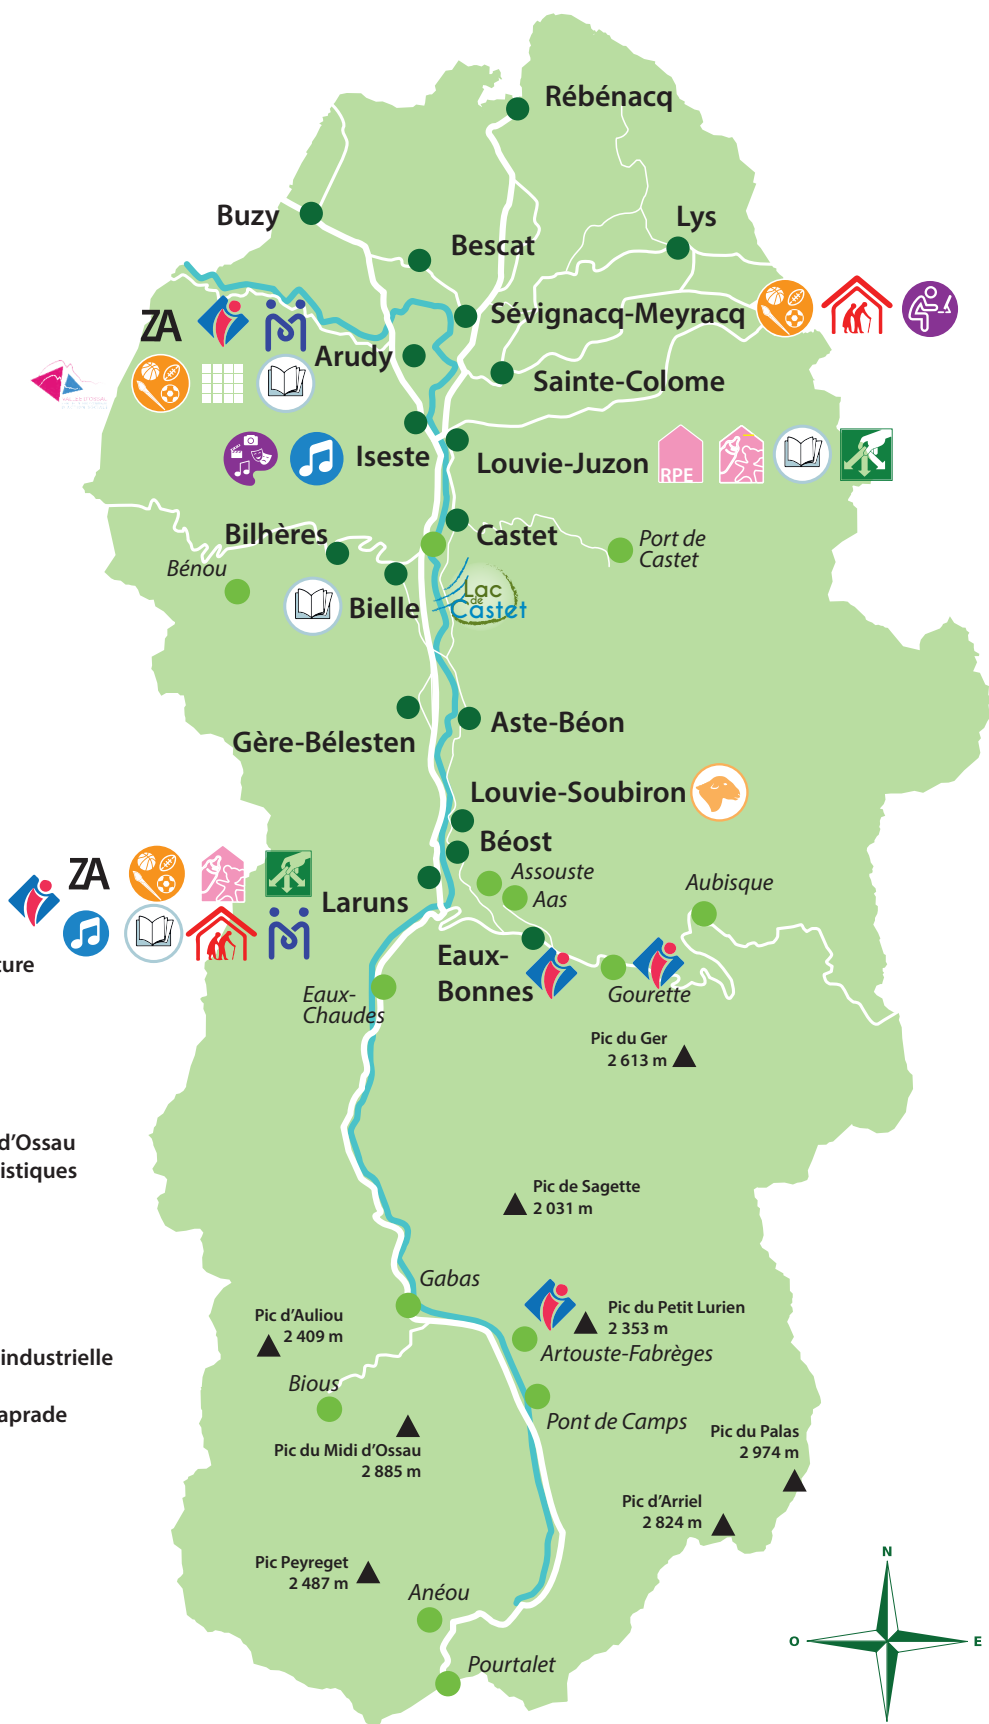 Rébénacq
Buzy
Lys
Bescat
Sévignacq-Meyracq
ZA
Arudy
Sainte-Colome
Iseste
Louvie-Juzon
RPE
Bilhères
Castet
Port de
Castet
Bénou
Bielle
Lac
de
Castet
Gère-Bélesten
Aste-Béon
Louvie-Soubiron
Béost
ZA
Assouste
Aas
Aubisque
Laruns
Eaux-
Bonnes
ture
Eaux-
Chaudes
Gourette
Pic du Ger
2 613 m
d’Ossau
istiques
Pic de Sagette
2 031 m
Gabas
Pic d’Auliou
2 409 m
Pic du Petit Lurien
2 353 m
industrielle
Artouste-Fabrèges
Bious
aprade
Pont de Camps
Pic du Midi d’Ossau
2 885 m
Pic du Palas
2 974 m
Pic d’Arriel
2 824 m
Pic Peyreget
2 487 m
Anéou
Pourtalet
N
O
E